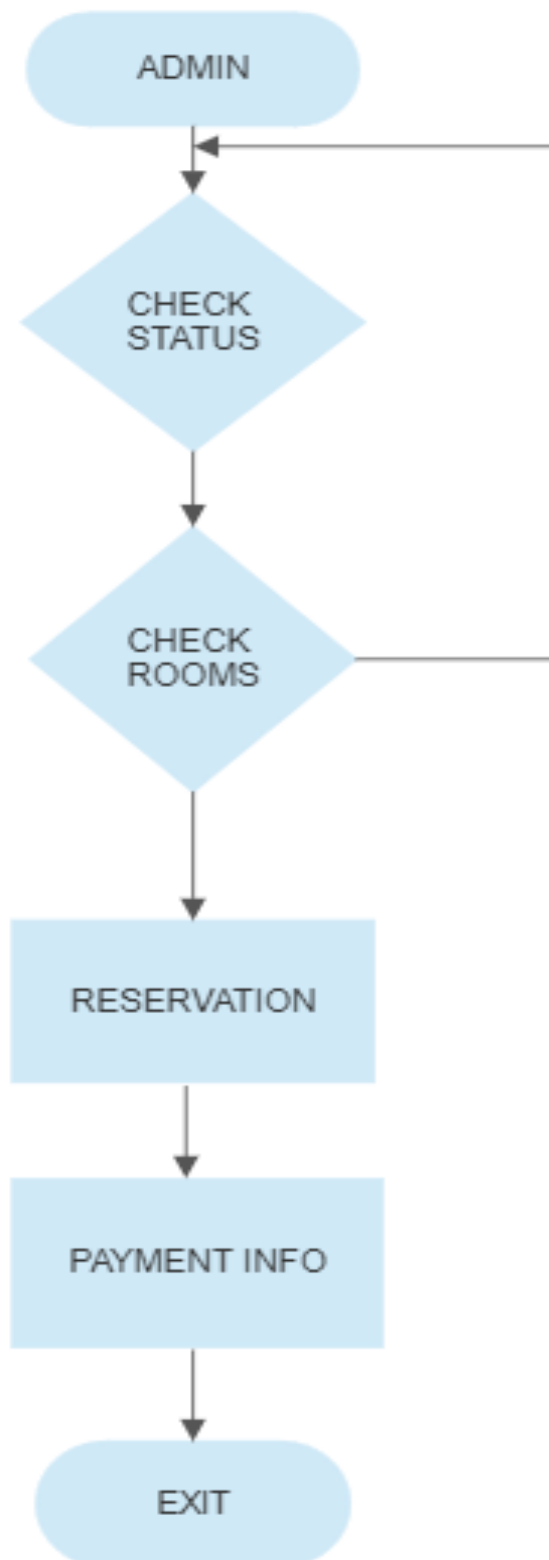 ADMIN
CHECK
STATUS
CHECK
ROOMS
RESERVATION
PAYMENT INFO
EXIT